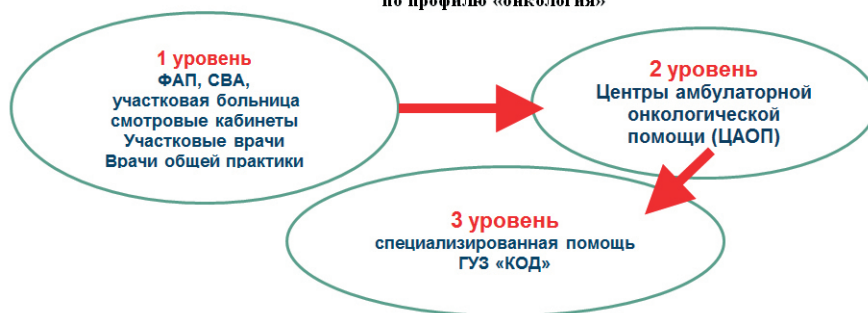 по профилю «онкология»
1 уровень
ФАП, СВА,
участковая больница
смотровые кабинеты
Участковые врачи
Врачи общей практики
2 уровень
Центры амбулаторной
онкологической
помощи (ЦАОП)
3 уровень
специализированная помощь
ГУЗ «КОД»